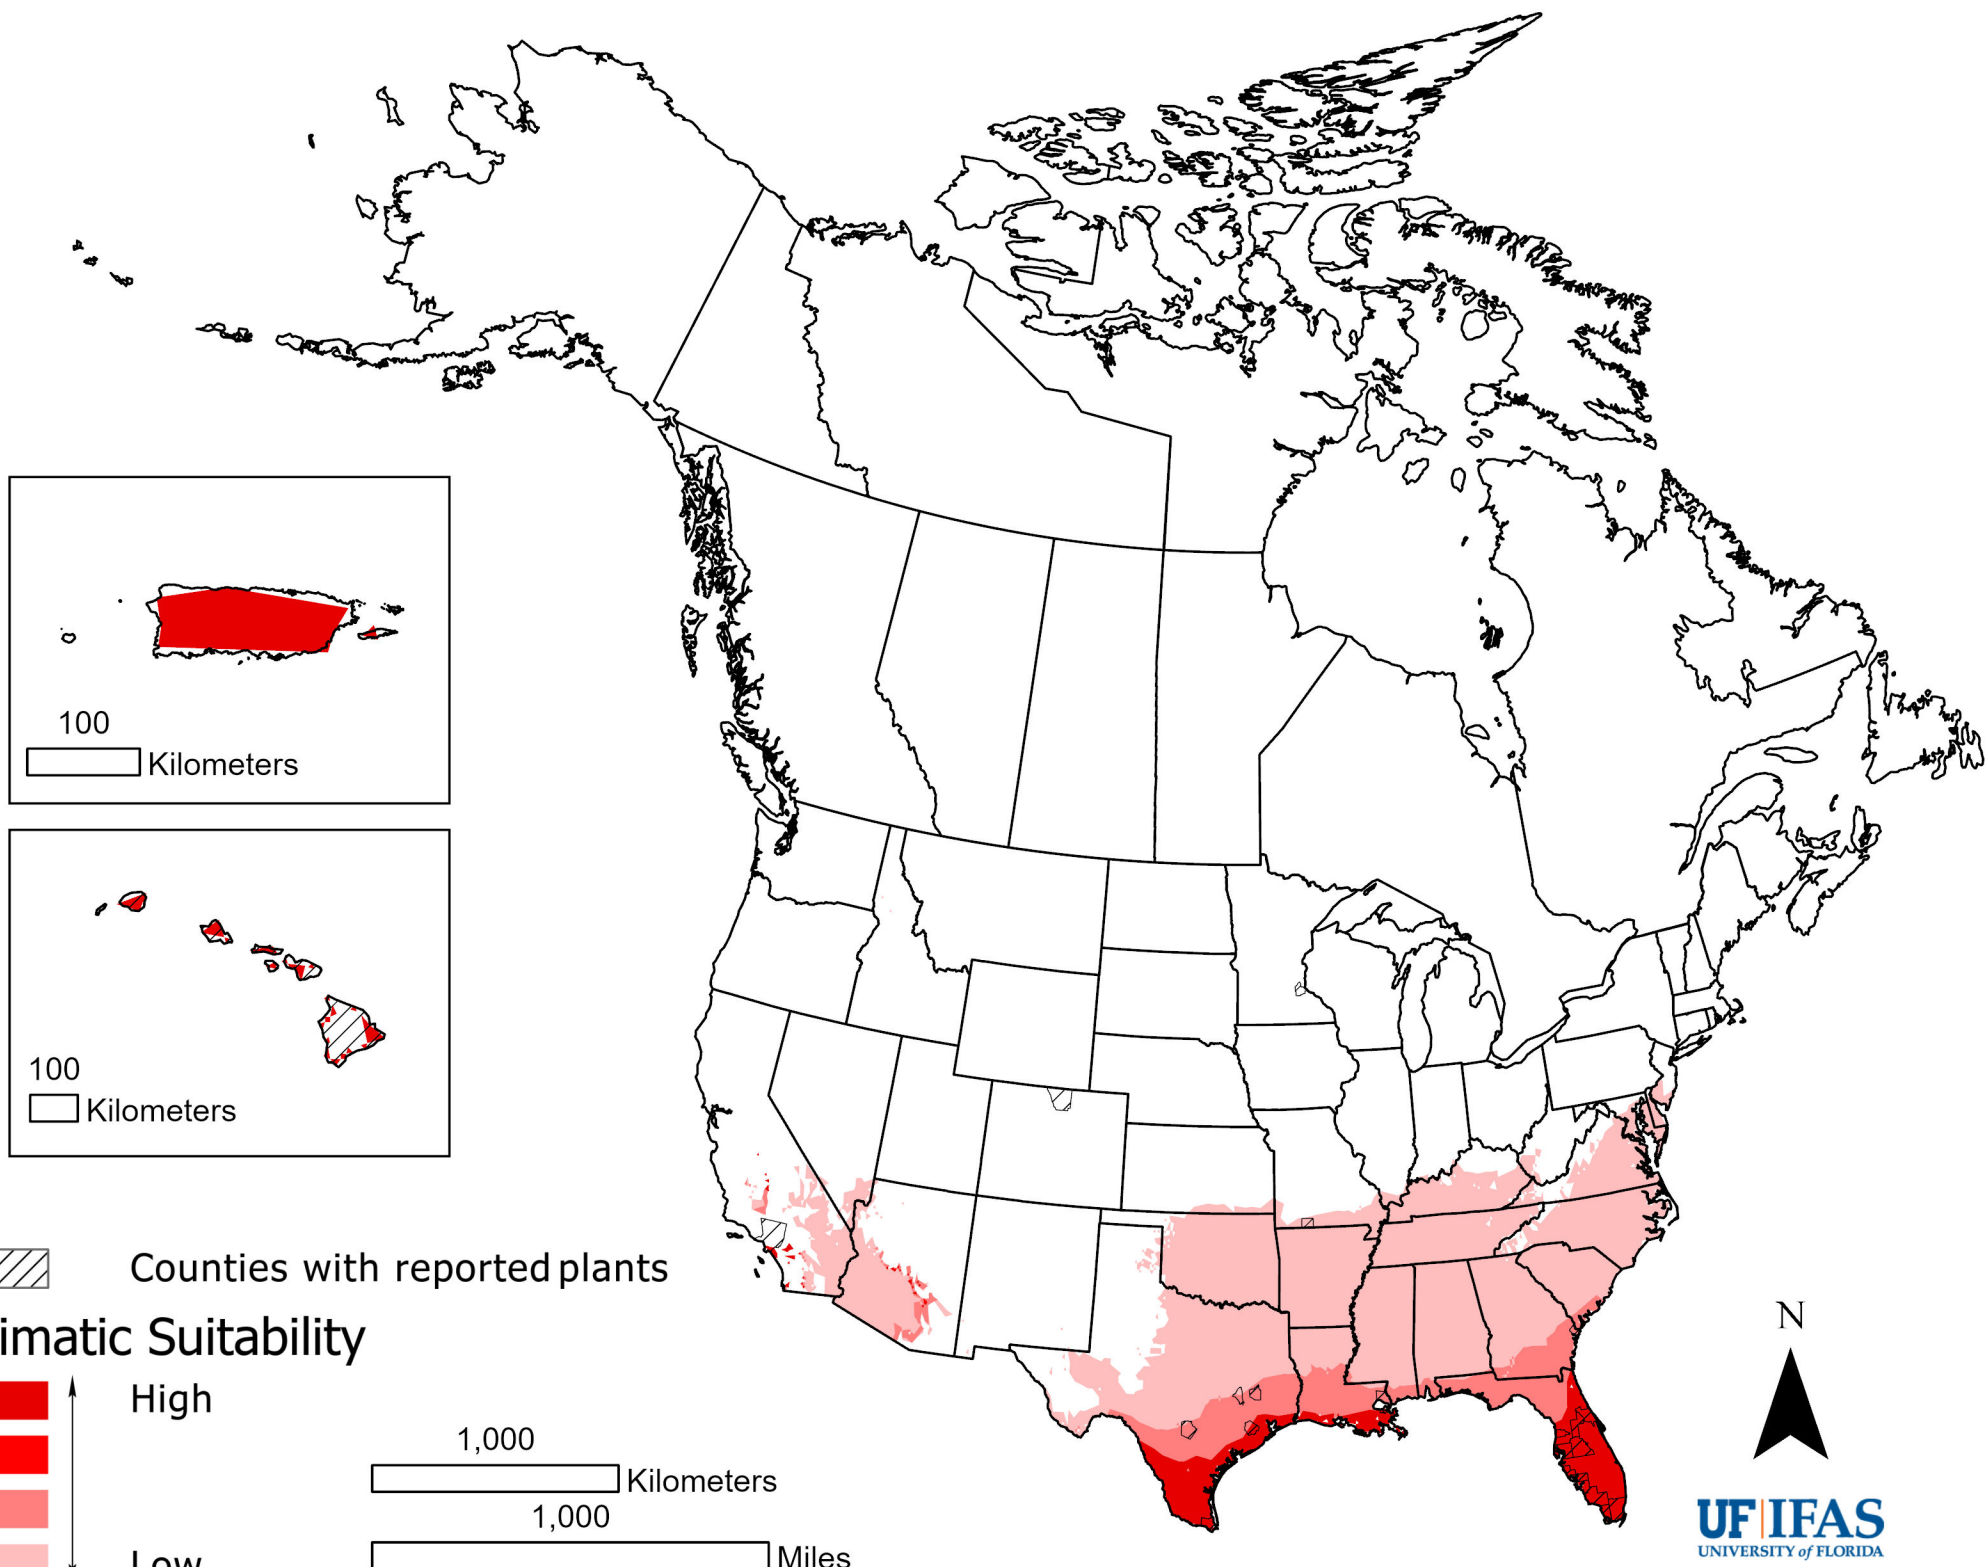 100
Kilometers
100
Kilometers
Counties with reported plants
imatic Suitability
High
1,000
Kilometers
1,000
Low
Miles
N
UF|IFAS
UNIVERSITY of FLORIDA